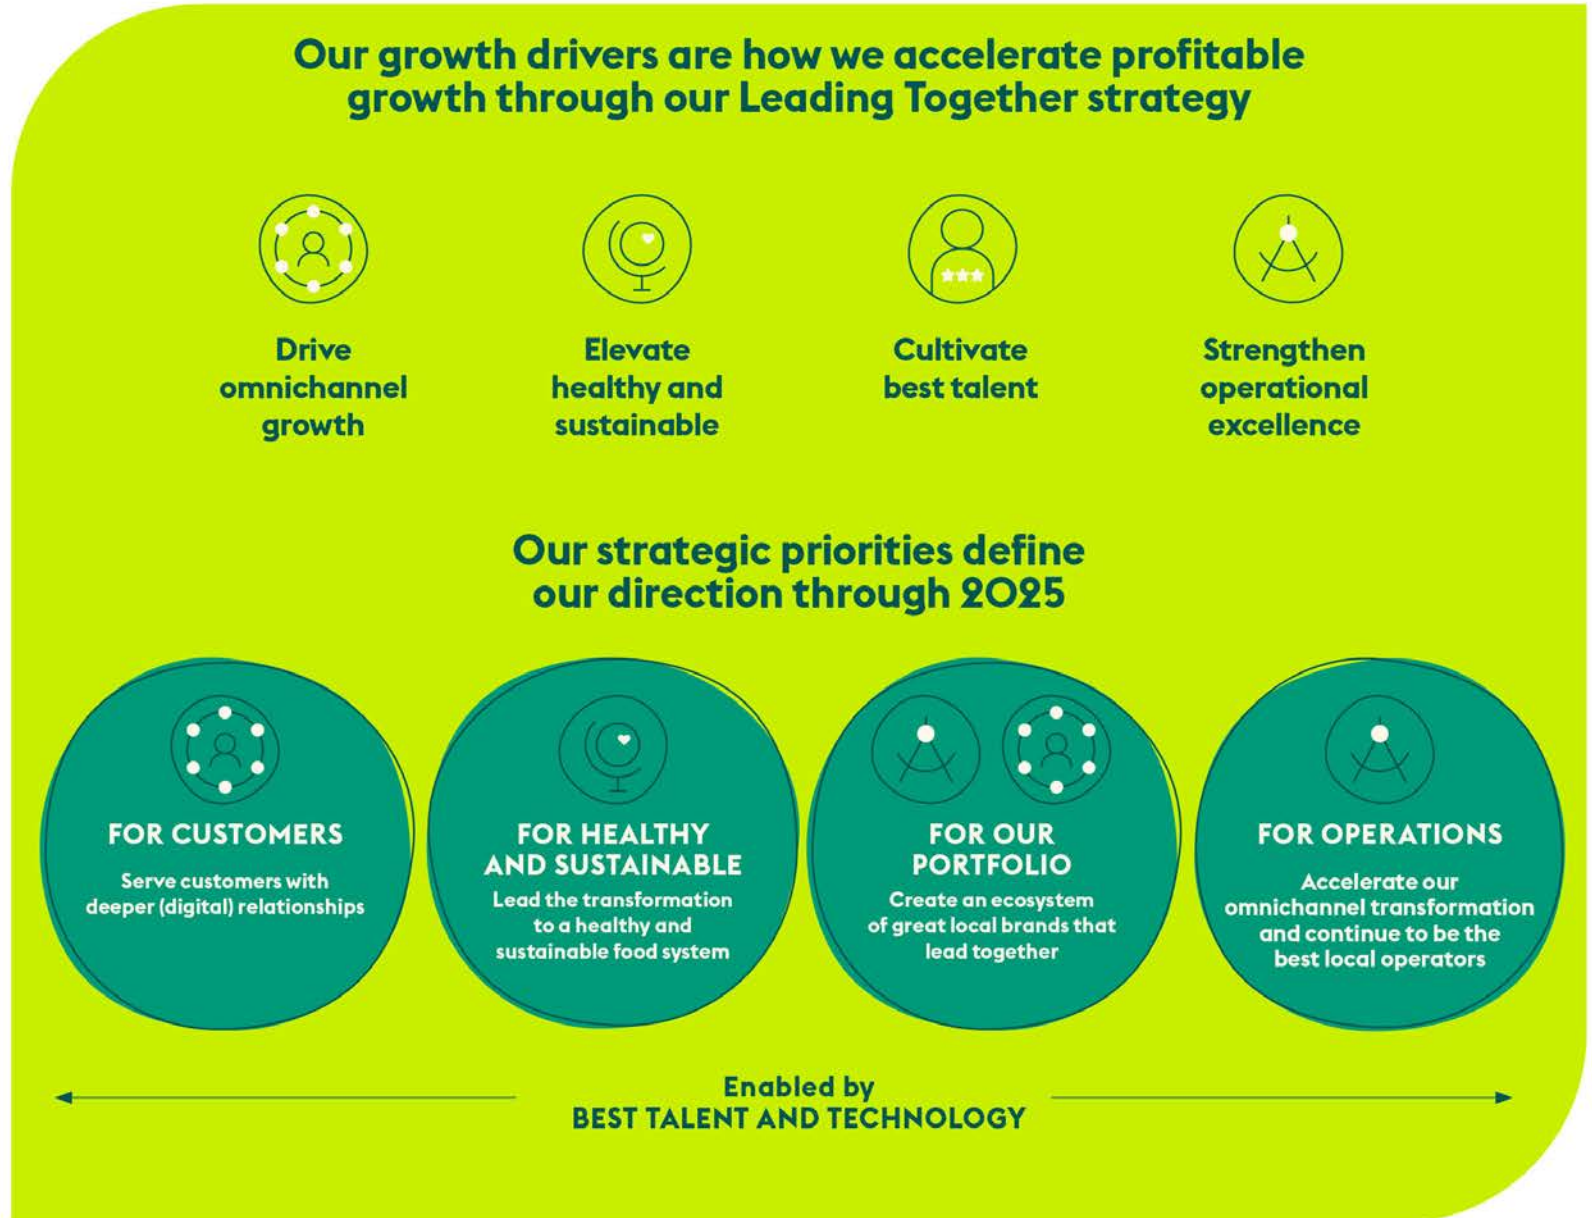 Our growth drivers are how we accelerate profitable
growth through our Leading Together strategy
Drive
omnichannel
growth
Elevate
healthy and
sustainable
Cultivate
best talent
Strengthen
operational
excellence
Our strategic priorities define
our direction through 2025
FOR CUSTOMERS
Serve customers with
deeper (digital) relationships
FOR HEALTHY
AND SUSTAINABLE
Lead the transformation
to a healthy and
sustainable food system
FOR OUR
PORTFOLIO
Create an ecosystem
of great local brands that
lead together
FOR OPERATIONS
Accelerate our
omnichannel transformation
and continue to be the
best local operators
Enabled by
BEST TALENT AND TECHNOLOGY